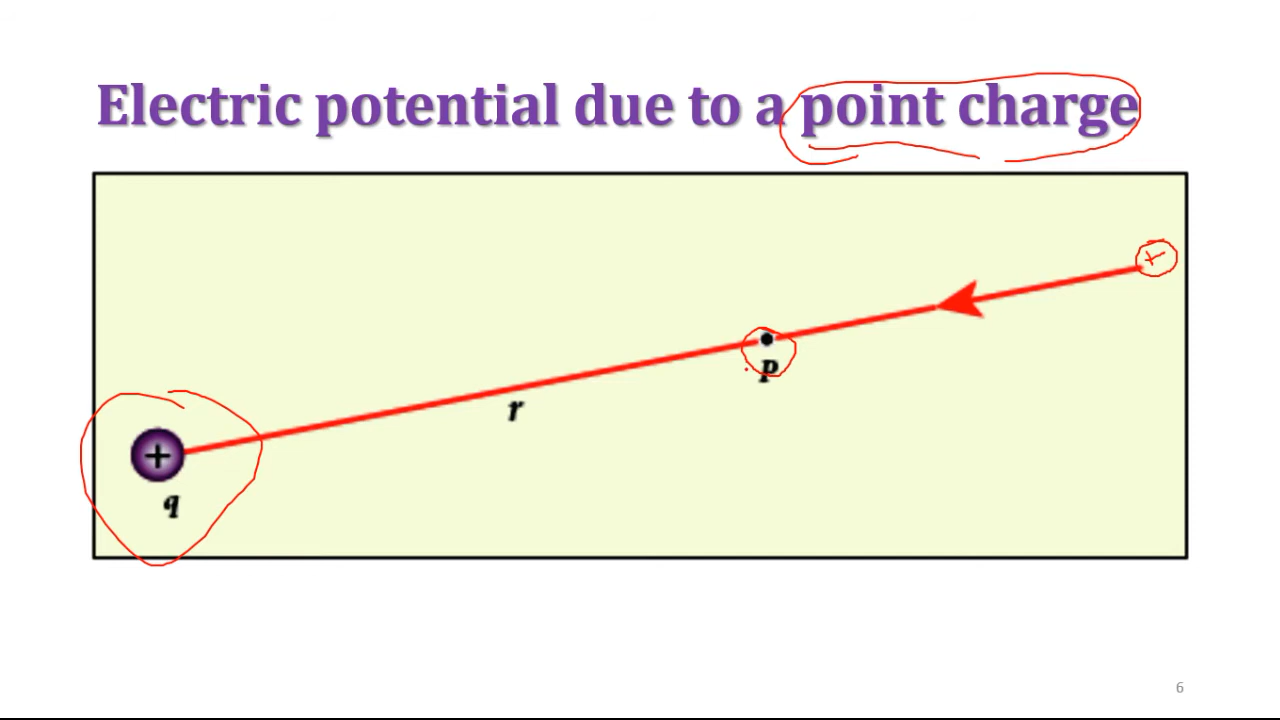 Electric potential due to a point charge
+
P
r
+
q
6